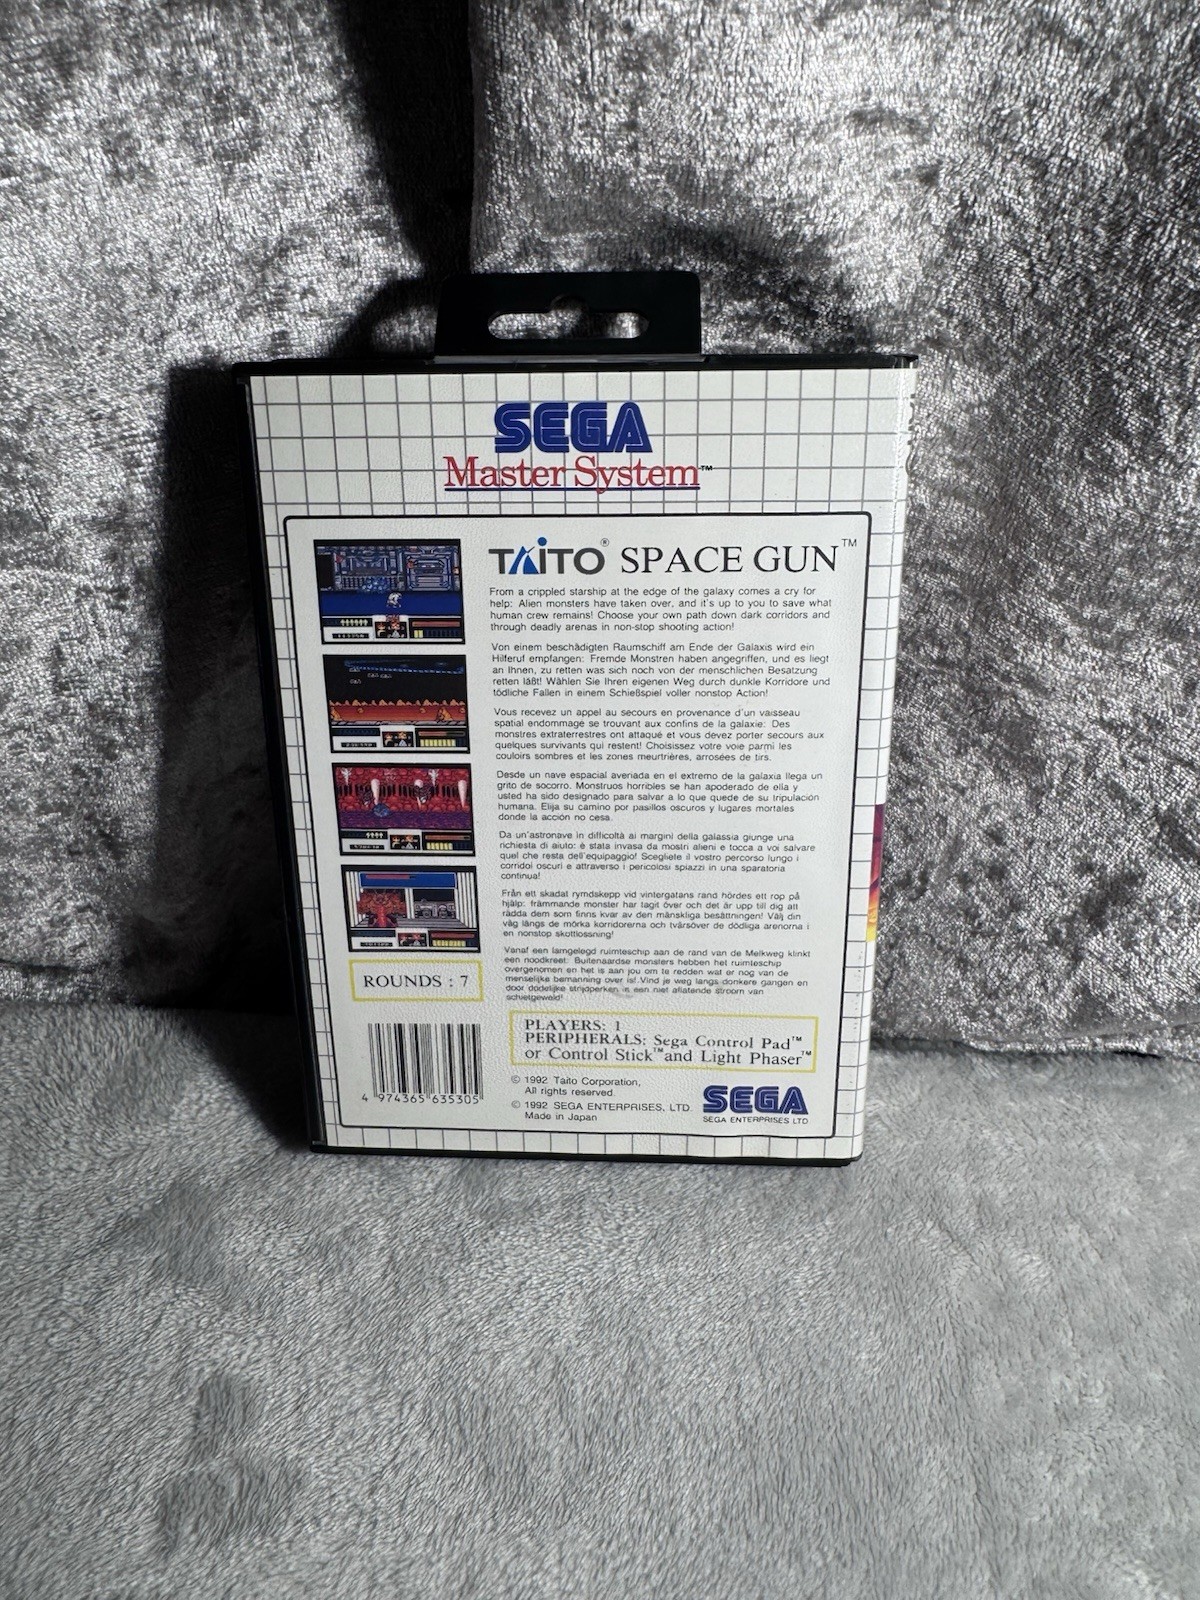 SEGA
Master System™
TAITO® SPACE GUN™
From a crippled starship at the edge of the galaxy comes a cry for
help: Alien monsters have taken over, and it's up to you to save what
human crew remains! Choose your own path down dark corridors and
through deadly arenas in non-stop shooting action!
Von einem beschädigten Raumschiff am Ende der Galaxis wird ein
Hilferuf empfangen: Fremde Monstren haben angegriffen, und es liegt
an Ihnen, zu retten was sich noch von der menschlichen Besatzung
retten läßt! Wählen Sie Ihren eigenen Weg durch dunkle Korridore und
tödliche Fallen in einem Schießspiel voller nonstop Action!
Vous recevez un appel au secours en provenance d'un vaisseau
spatial endommagé se trouvant aux confins de la galaxie: Des
monstres extraterrestres ont attaqué et vous devez porter secours aux
quelques survivants qui restent! Choisissez votre voie parmi les
couloirs sombres et les zones meurtrières, arrosées de tirs.
Desde un nave espacial averiada en el extremo de la galaxia llega un
grito de socorro. Monstruos horribles se han apoderado de ella y
usted ha sido designado para salvar a lo que quede de su tripulación
humana. Elija su camino por pasillos oscuros y lugares mortales
donde la acción no cesa.
Da un'astronave in difficoltà ai margini della galassia giunge una
richiesta di aiuto: è stata invasa da mostri alieni e tocca a voi salvare
quel che resta dell'equipaggio! Scegliete il vostro percorso lungo i
corridoi oscuri e attraverso i pericolosi spiazzi in una sparatoria
continua!
Från ett skadat rymdskepp vid vintergatans rand hördes ett rop på
hjälp: främmande monster har tagit över och det är upp till dig att
rädda dem som finns kvar av den mänskliga besättningen! Välj din
väg längs de mörka korridorerna och tvärsöver de dödliga arenorna i
en nonstop skottlossning!
Vanaf een lamgelegd ruimteschip aan de rand van de Melkweg klinkt
een noodkreet: Buitenaardse monsters hebben het ruimteschip
overgenomen en het is aan jou om te redden wat er nog van de
menselijke bemanning over is! Vind je weg langs donkere gangen en
door dodelijke strijdperken in een niet aflatende stroom van
schietgeweld!
ROUNDS : 7
PLAYERS: 1
PERIPHERALS: Sega Control Pad™
or Control Stick™ and Light Phaser™
4 974365 635305
© 1992 Taito Corporation,
All rights reserved.
© 1992 SEGA ENTERPRISES, LTD.
Made in Japan
SEGA
SEGA ENTERPRISES LTD